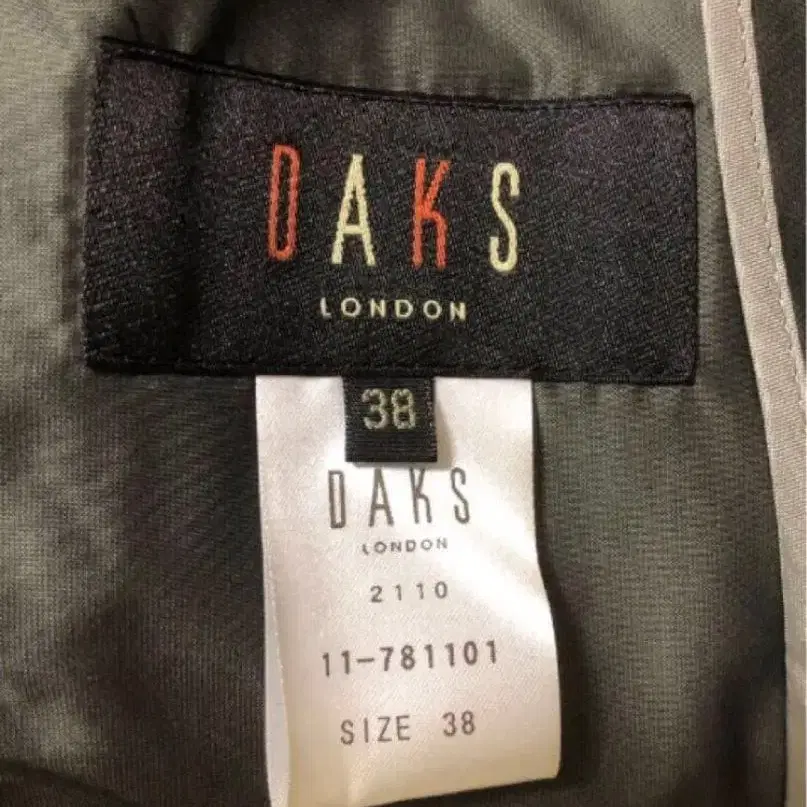 DAKS
LONDON
38
DAKS
LONDON
2110
11-781101
SIZE 38